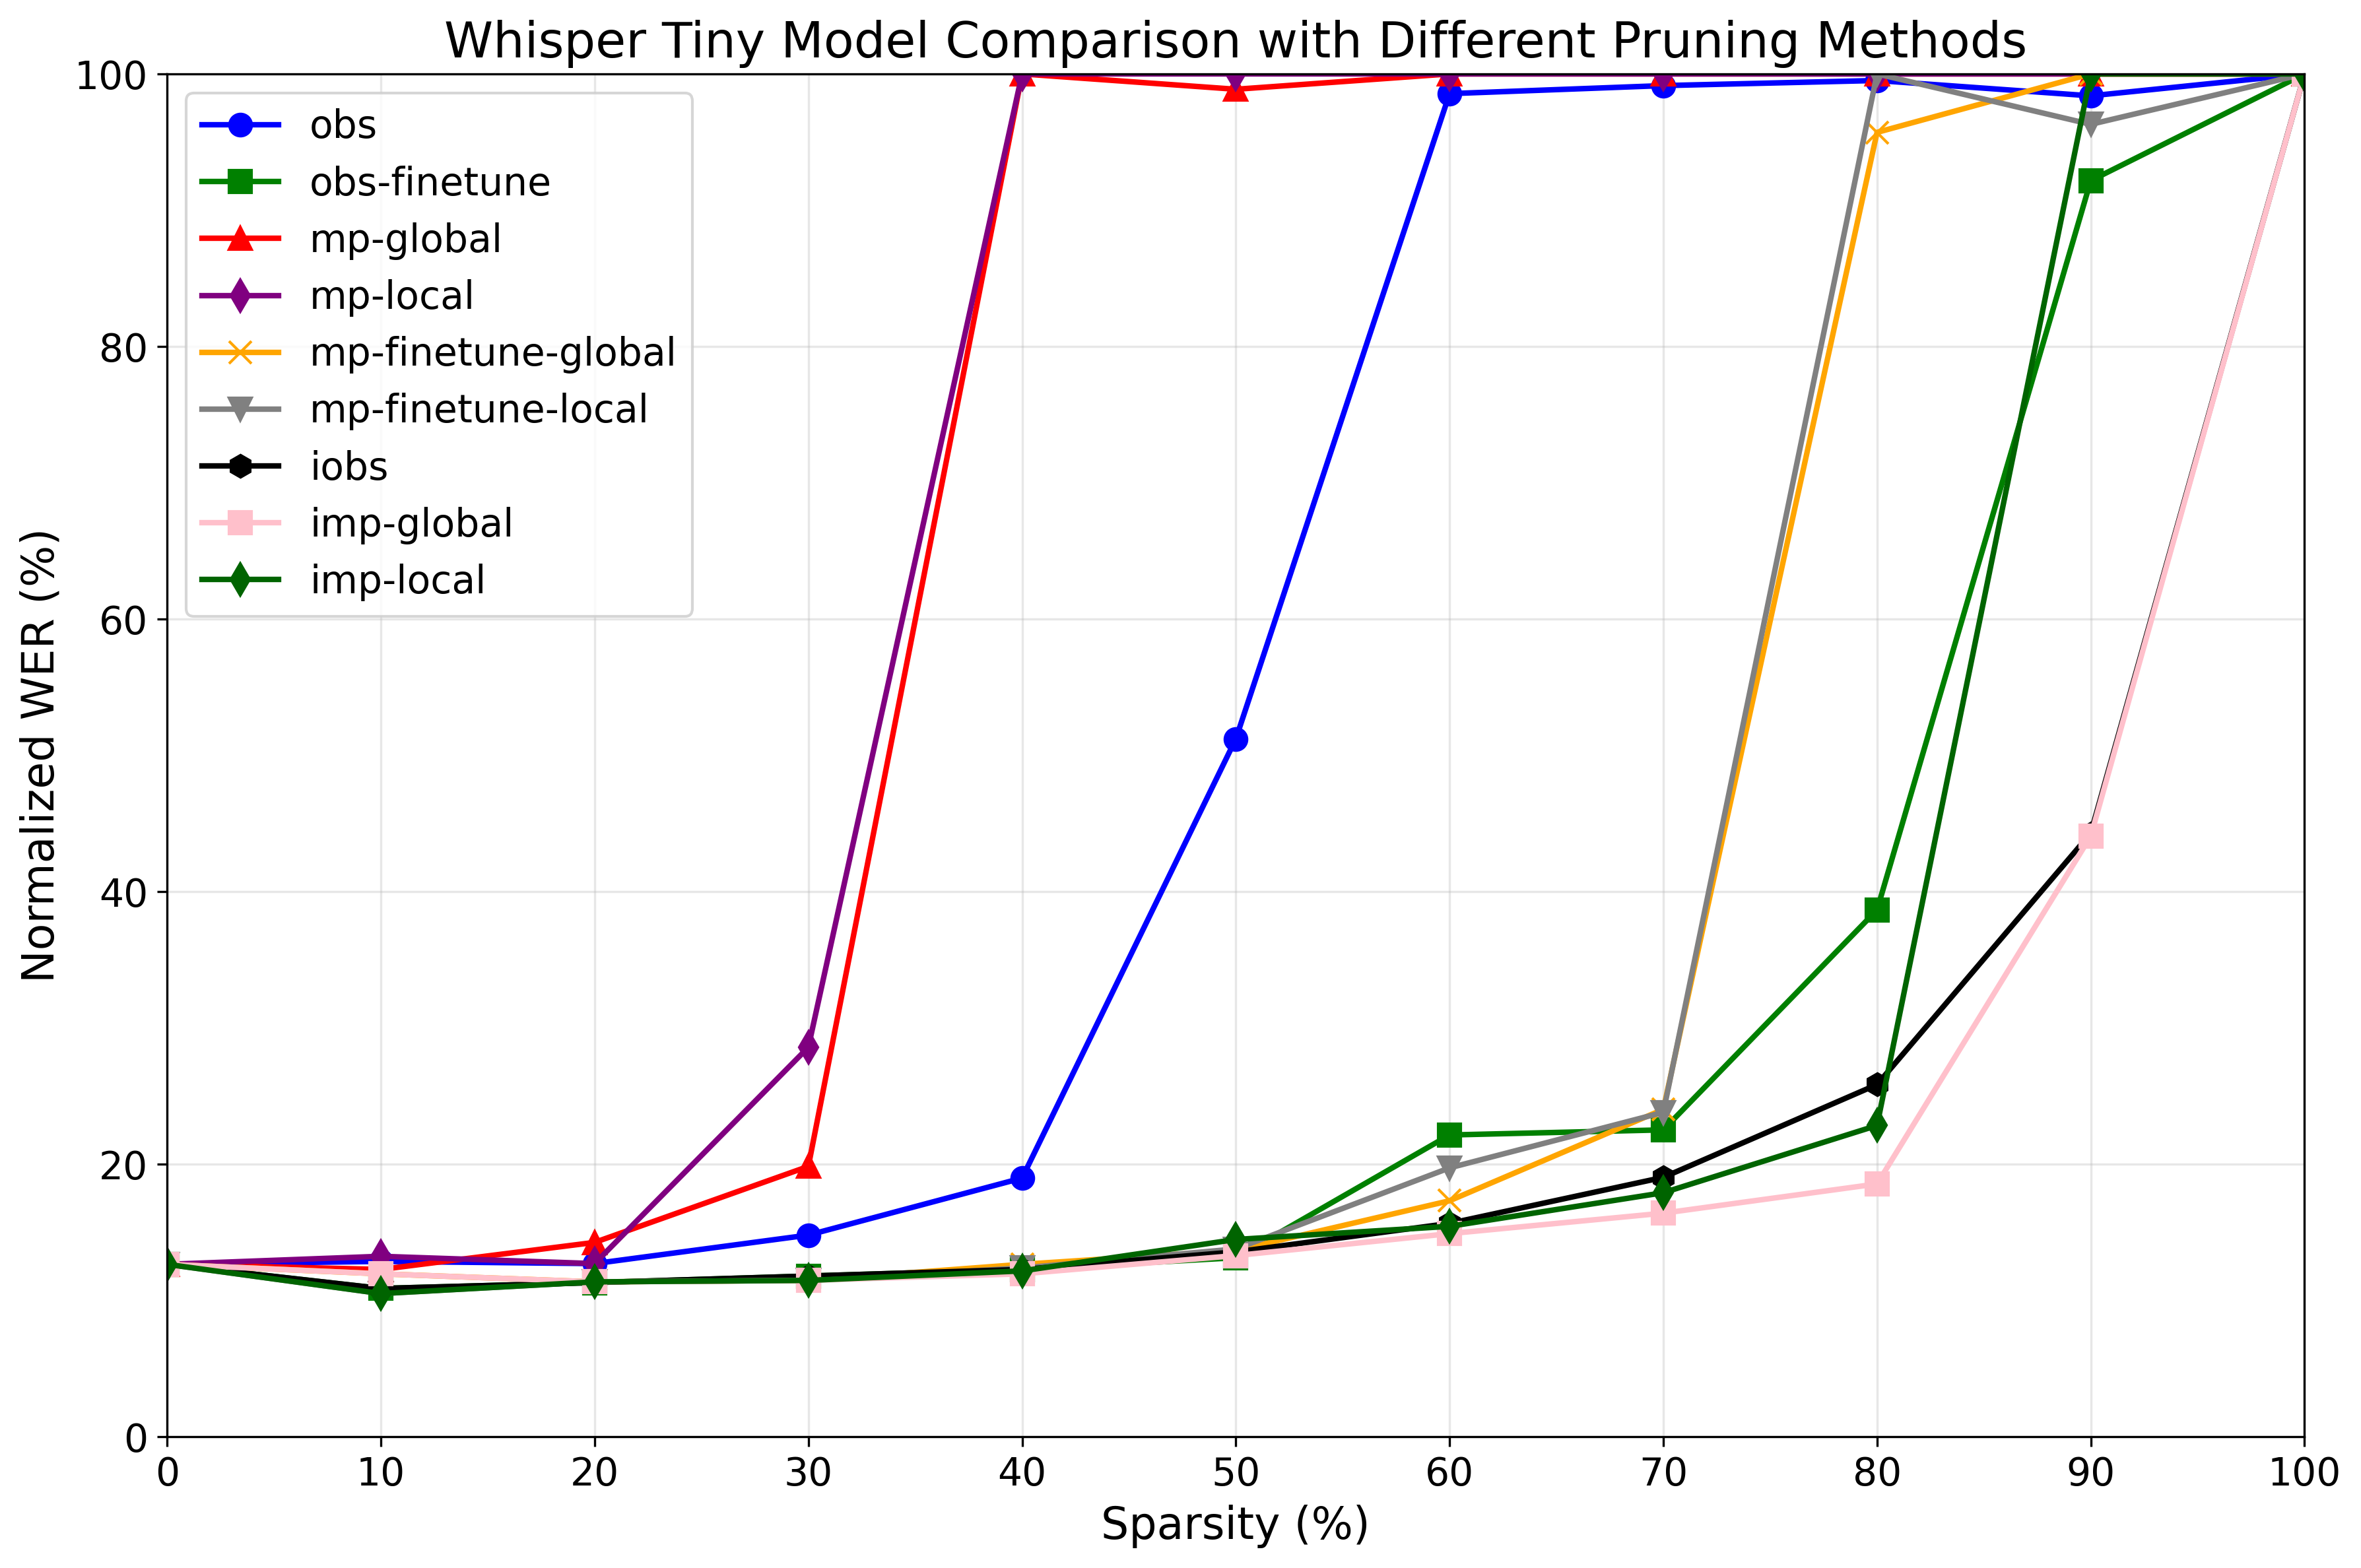 Whisper Tiny Model Comparison with Different Pruning Methods
100
80
60
40
20
0
Normalized WER (%)
obs
obs-finetune
mp-global
mp-local
mp-finetune-global
mp-finetune-local
iobs
imp-global
imp-local
0 10 20 30 40 50 60 70 80 90 100
Sparsity (%)